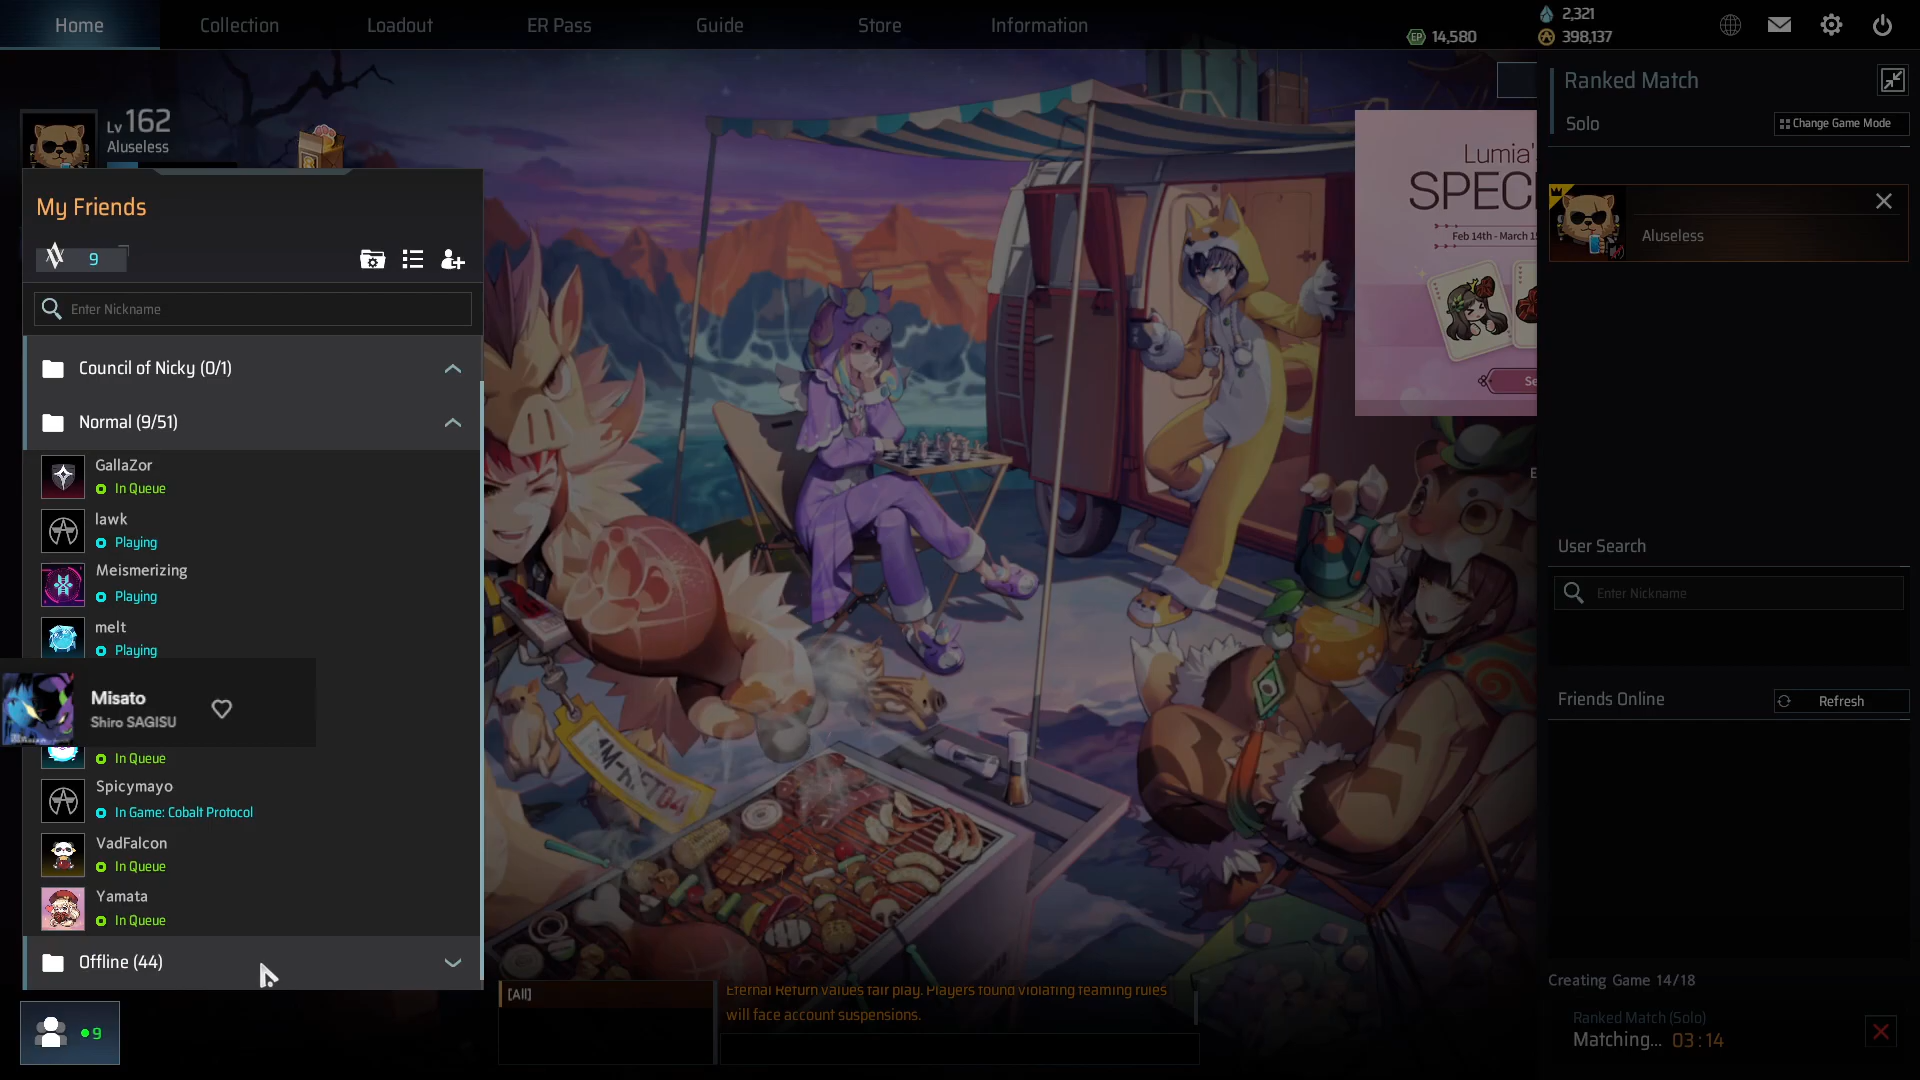 Home
Collection
Loadout
ER Pass
Guide
Store
Information
EP 14,580
2,321
398,137
Lv 162
Aluseless
My Friends
9
Enter Nickname
Council of Nicky (0/1)
Normal (9/51)
GallaZor
In Queue
lawk
Playing
Meismerizing
Playing
melt
Playing
Misato
Shiro SAGISU
In Queue
Spicymayo
In Game: Cobalt Protocol
VadFalcon
In Queue
Yamata
In Queue
Offline (44)
9
Lumia'
SPEC
Feb 14th - March 1
Se
E
AM-NET04
[All]
Eternal Return values fair play. Players found violating teaming rules
will face account suspensions.
Ranked Match
Solo
Change Game Mode
Aluseless
User Search
Enter Nickname
Friends Online
Refresh
Creating Game 14/18
Ranked Match (Solo)
Matching... 03 : 14